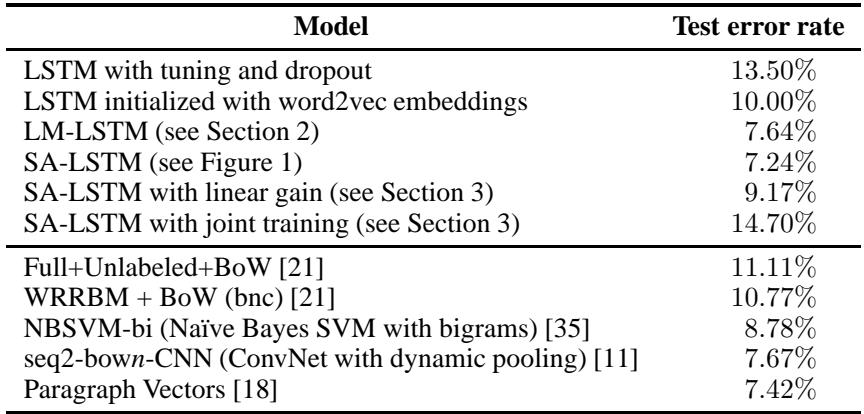 Model Test error rate
LSTM with tuning and dropout 13.50%
LSTM initialized with word2vec embeddings 10.00%
LM-LSTM (see Section 2) 7.64%
SA-LSTM (see Figure 1) 7.24%
SA-LSTM with linear gain (see Section 3) 9.17%
SA-LSTM with joint training (see Section 3) 14.70%
Full+Unlabeled+BoW [21] 11.11%
WRRBM + BoW (bnc) [21] 10.77%
NBSVM-bi (Naïve Bayes SVM with bigrams) [35] 8.78%
seq2-bown-CNN (ConvNet with dynamic pooling) [11] 7.67%
Paragraph Vectors [18] 7.42%